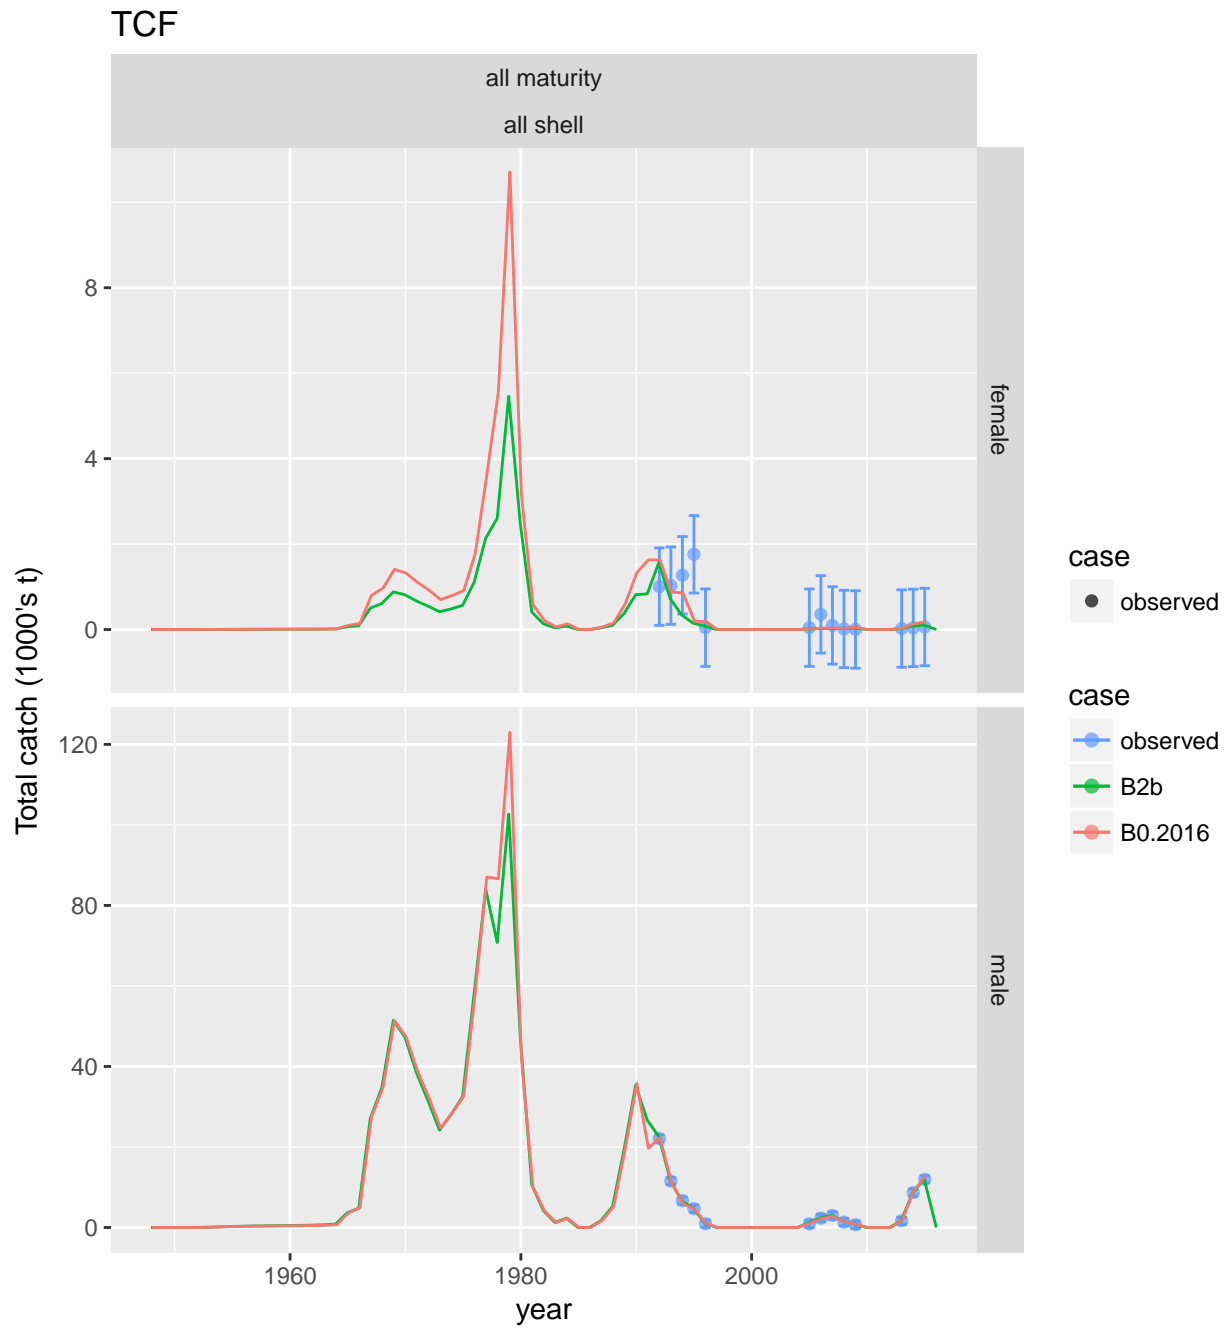 TCF
all maturity
all shell
8
4
0
female
Total catch (1000's t)
120
80
40
0
male
1960 1980 2000
year
case
observed
case
observed
B2b
B0.2016